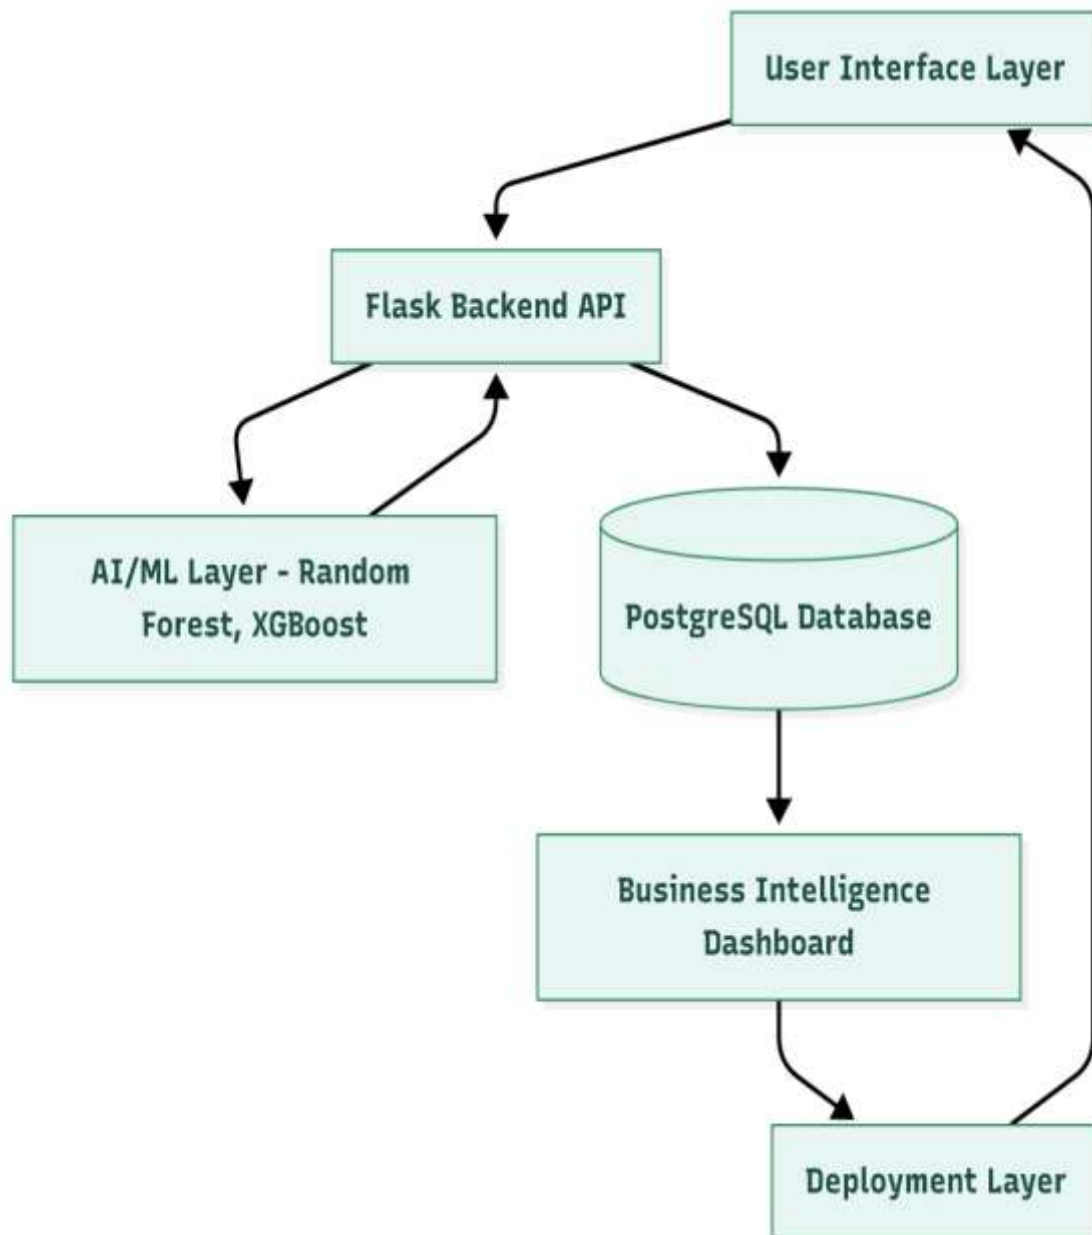 User Interface Layer
Flask Backend API
AI/ML Layer - Random
Forest, XGBoost
PostgreSQL Database
Business Intelligence
Dashboard
Deployment Layer